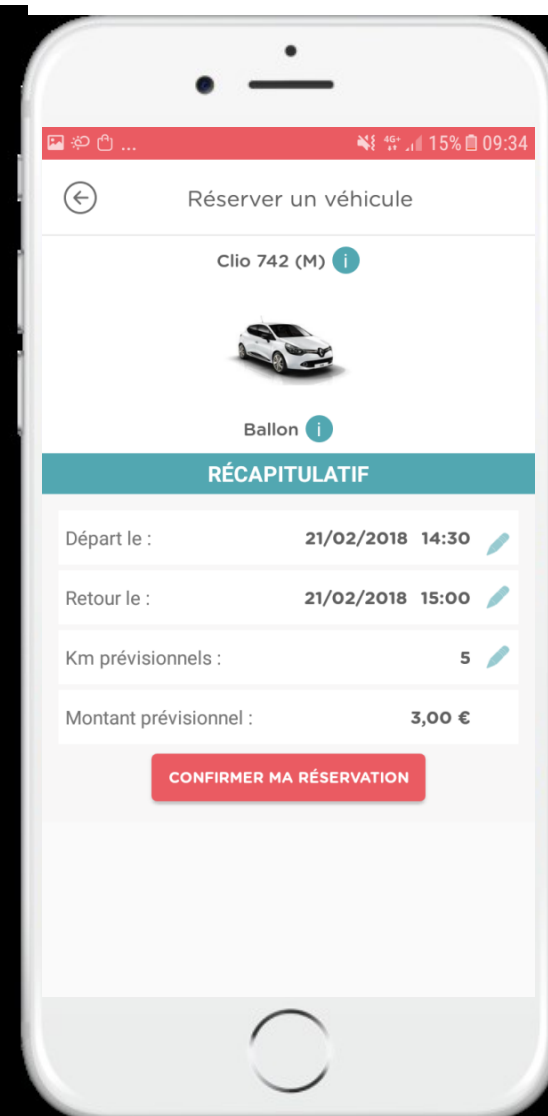 ... 4G+ 15% 09:34
Réserver un véhicule
Clio 742 (M) i
Ballon i
RÉCAPITULATIF
Départ le : 21/02/2018 14:30
Retour le : 21/02/2018 15:00
Km prévisionnels : 5
Montant prévisionnel : 3,00 €
CONFIRMER MA RÉSERVATION